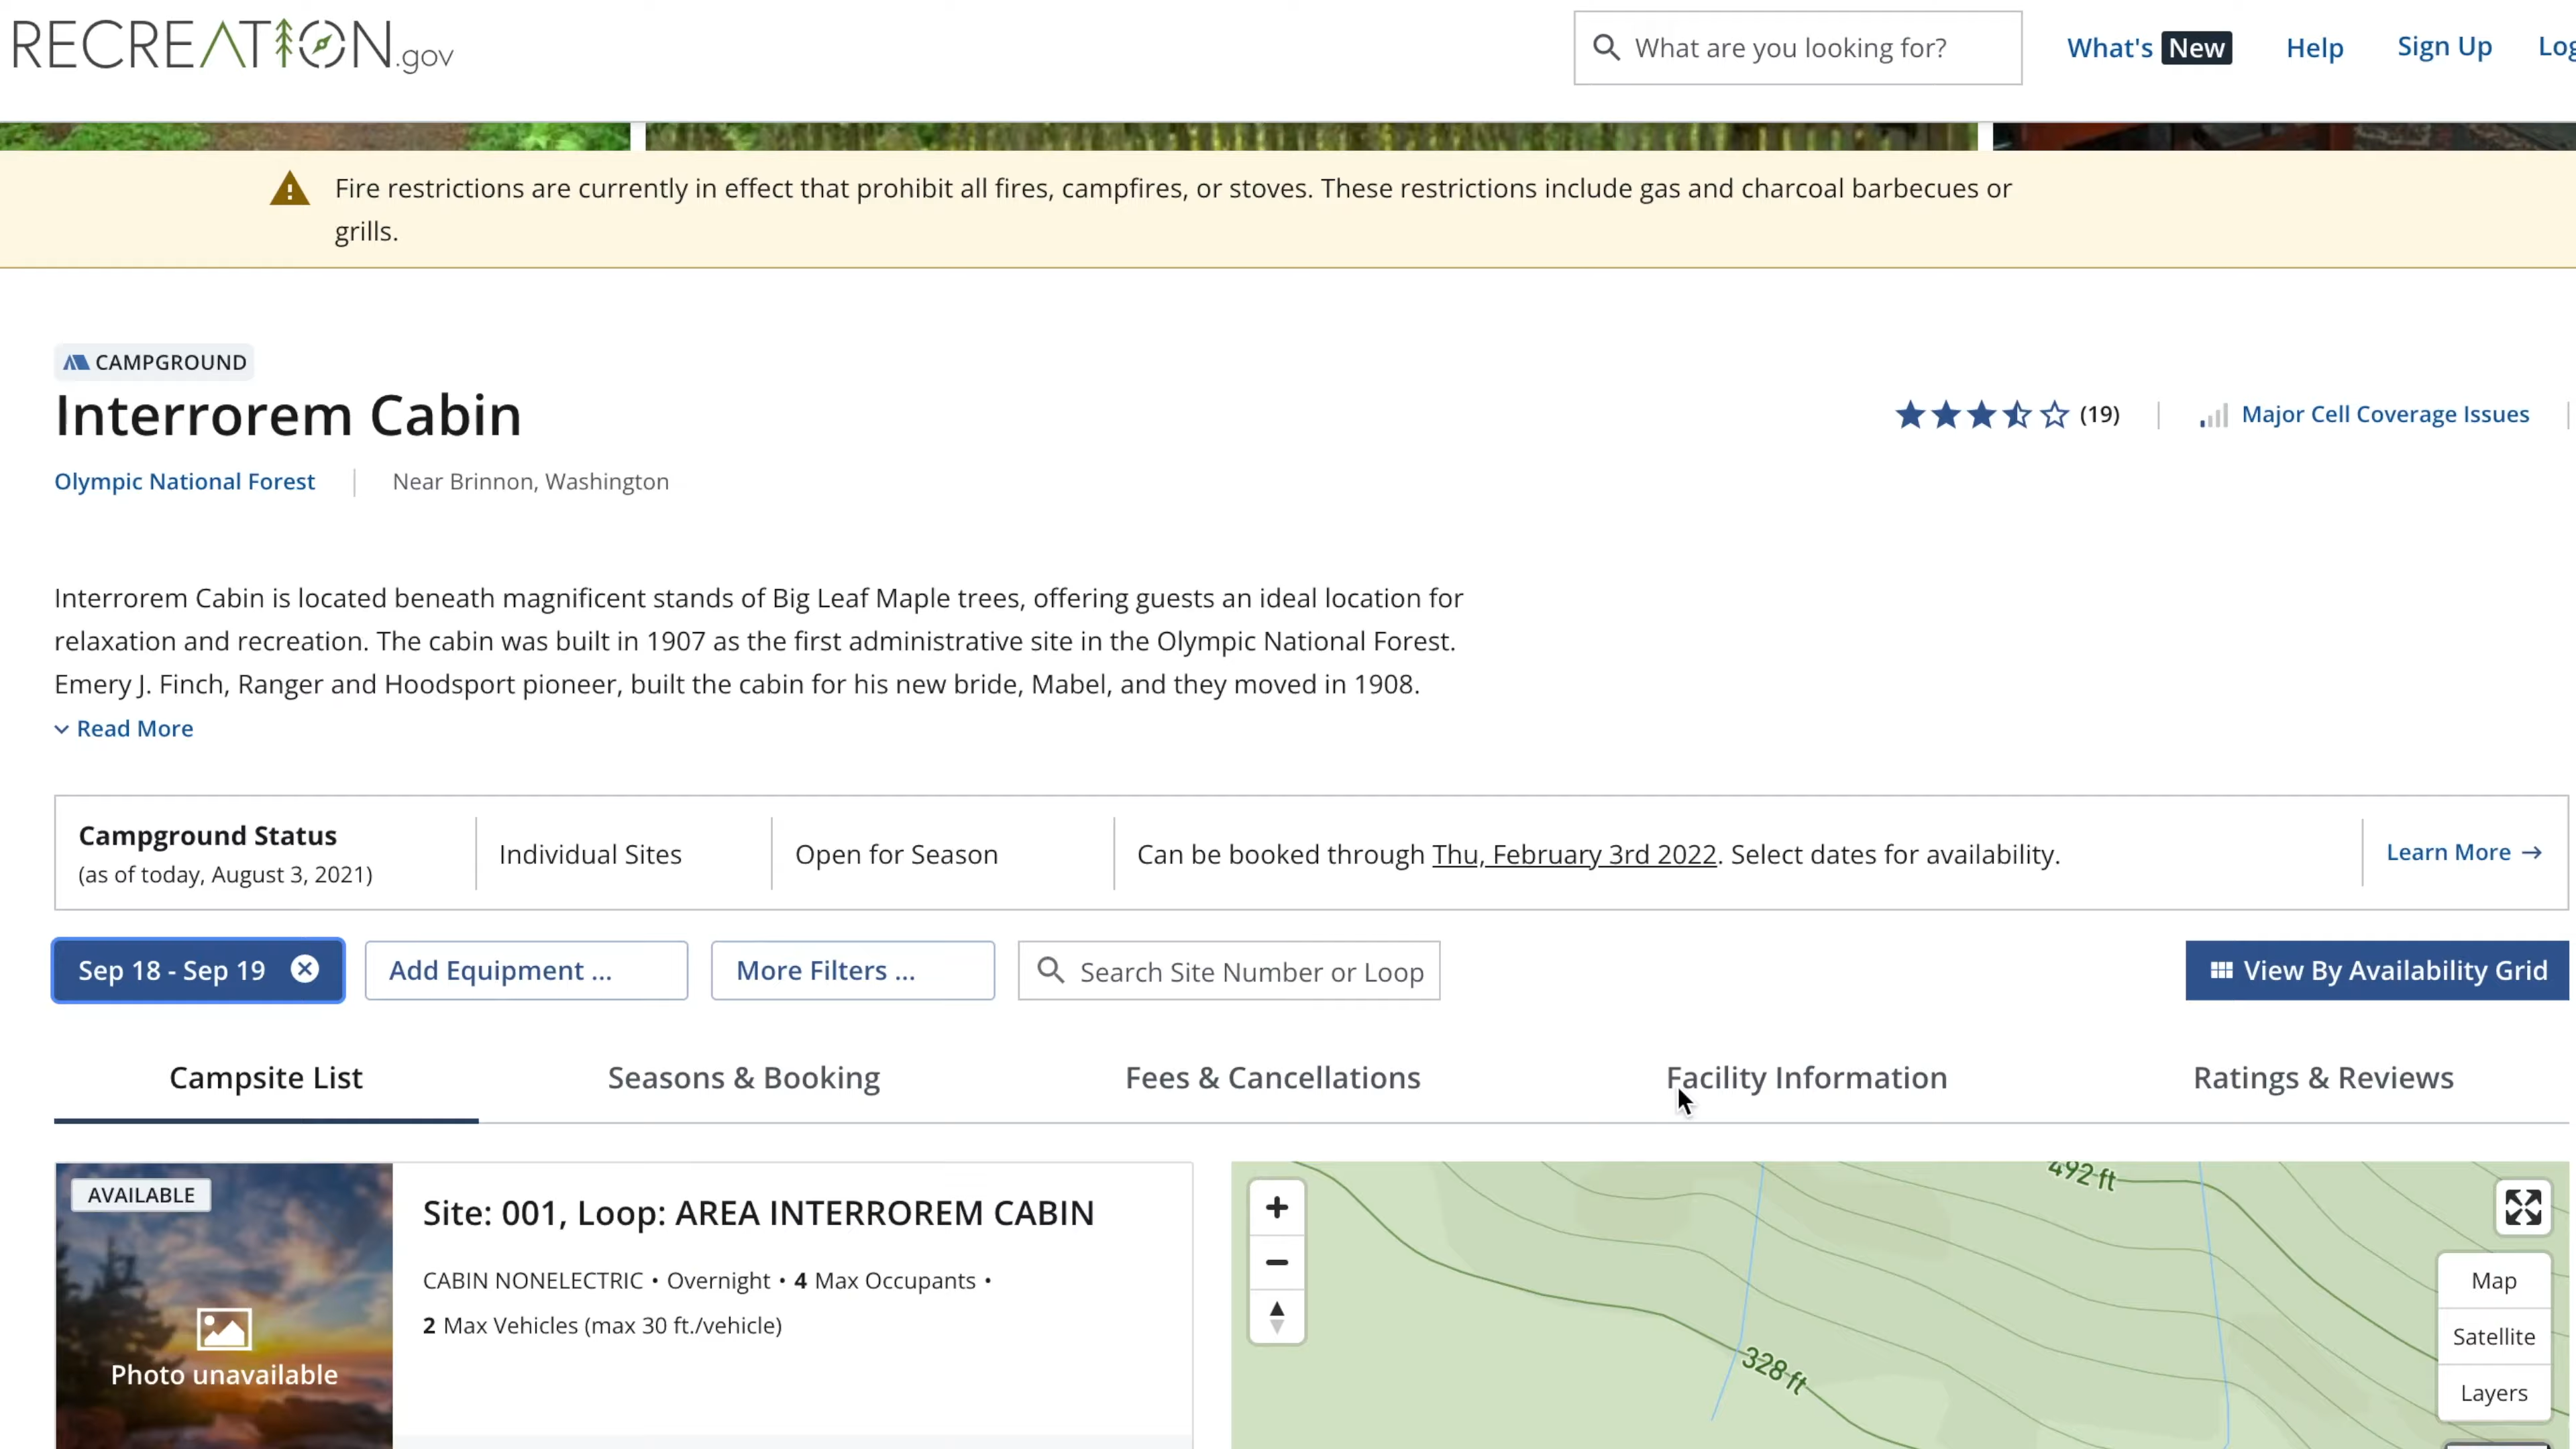 RECREATION.gov
What are you looking for?
What's New
Help
Sign Up
Log
Fire restrictions are currently in effect that prohibit all fires, campfires, or stoves. These restrictions include gas and charcoal barbecues or
grills.
CAMPGROUND
Interrorem Cabin
(19)
Major Cell Coverage Issues
Olympic National Forest
Near Brinnon, Washington
Interrorem Cabin is located beneath magnificent stands of Big Leaf Maple trees, offering guests an ideal location for
relaxation and recreation. The cabin was built in 1907 as the first administrative site in the Olympic National Forest.
Emery J. Finch, Ranger and Hoodsport pioneer, built the cabin for his new bride, Mabel, and they moved in 1908.
Read More
Campground Status
(as of today, August 3, 2021)
Individual Sites
Open for Season
Can be booked through Thu, February 3rd 2022. Select dates for availability.
Learn More →
Sep 18 - Sep 19
Add Equipment ...
More Filters ...
Search Site Number or Loop
View By Availability Grid
Campsite List
Seasons & Booking
Fees & Cancellations
Facility Information
Ratings & Reviews
AVAILABLE
Photo unavailable
Site: 001, Loop: AREA INTERROREM CABIN
CABIN NONELECTRIC • Overnight • 4 Max Occupants •
2 Max Vehicles (max 30 ft./vehicle)
492 ft
328 ft
Map
Satellite
Layers